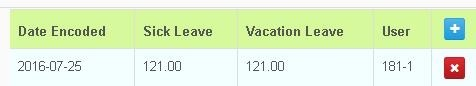 Date Encoded Sick Leave Vacation Leave User
2016-07-25 121.00 121.00 181-1